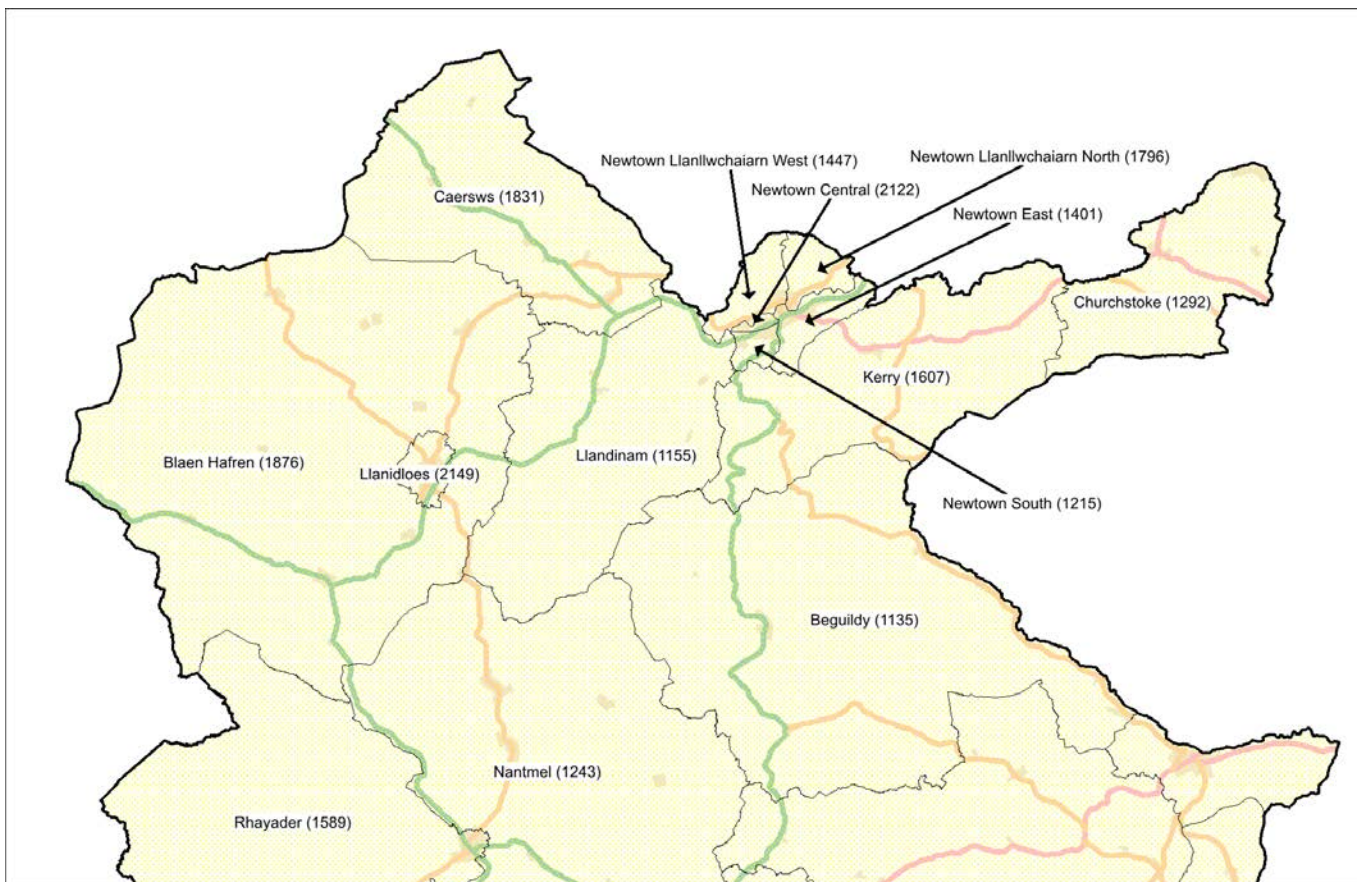 Newtown Llanllwchaiarn West (1447)
Newtown Llanllwchaiarn North (1796)
Newtown Central (2122)
Caersws (1831)
Newtown East (1401)
Churchstoke (1292)
Kerry (1607)
Llandinam (1155)
Blaen Hafren (1876)
Llanidloes (2149)
Newtown South (1215)
Beguildy (1135)
Nantmel (1243)
Rhayader (1589)